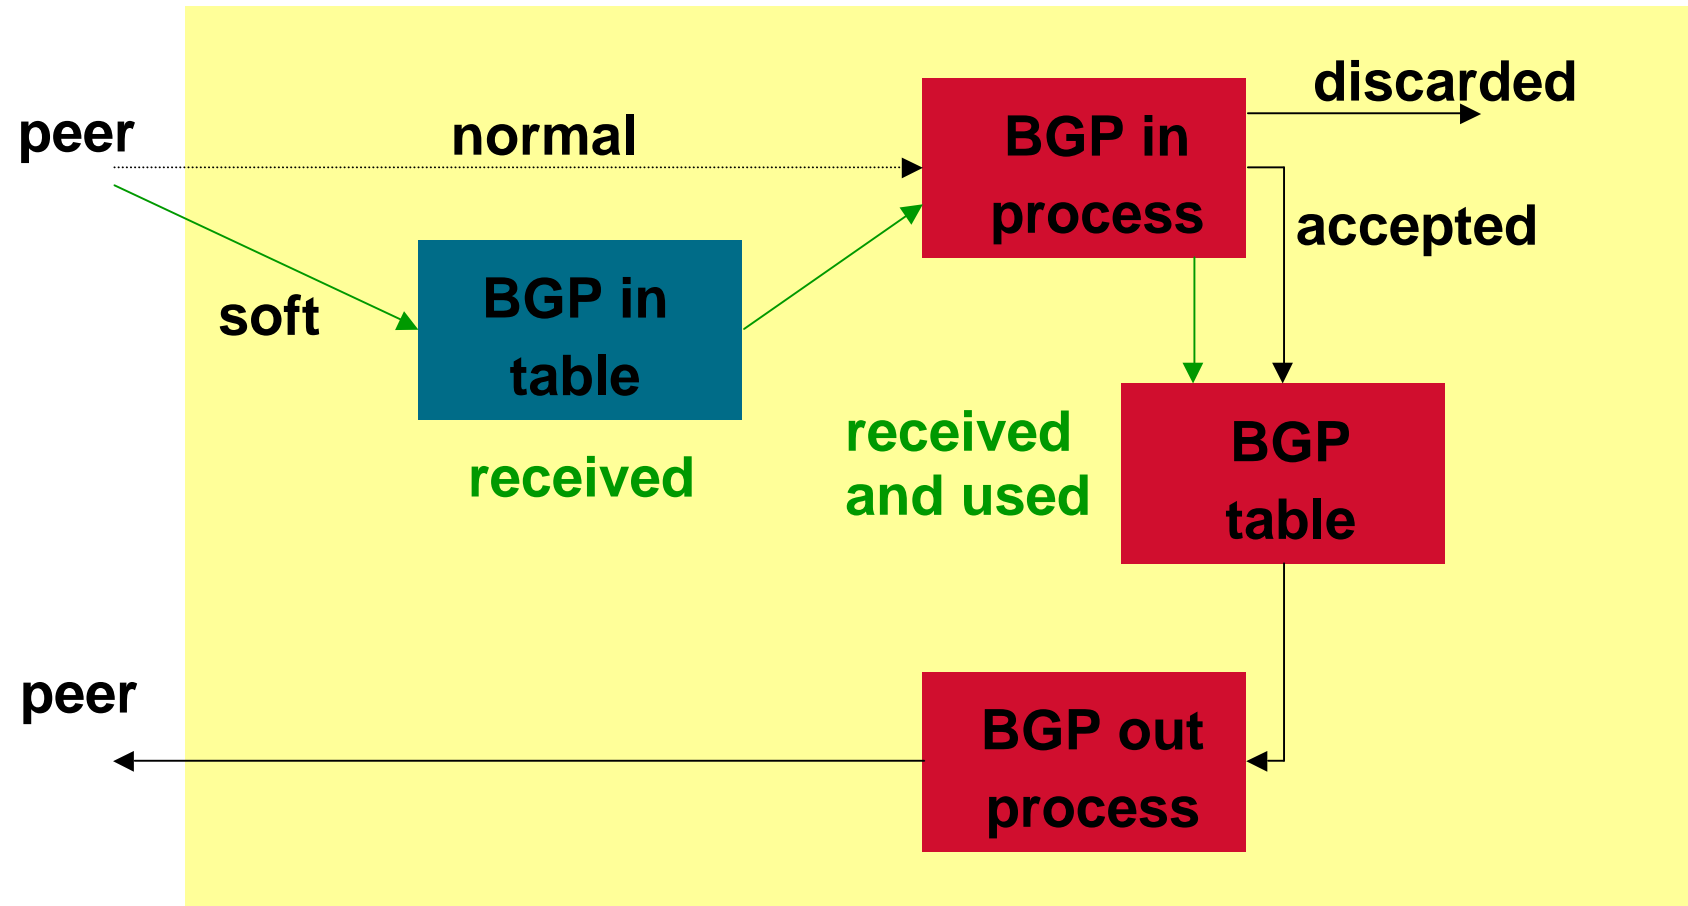 discarded
peer
normal
BGP in
process
accepted
soft
BGP in
table
received
received
and used
BGP
table
peer
BGP out
process